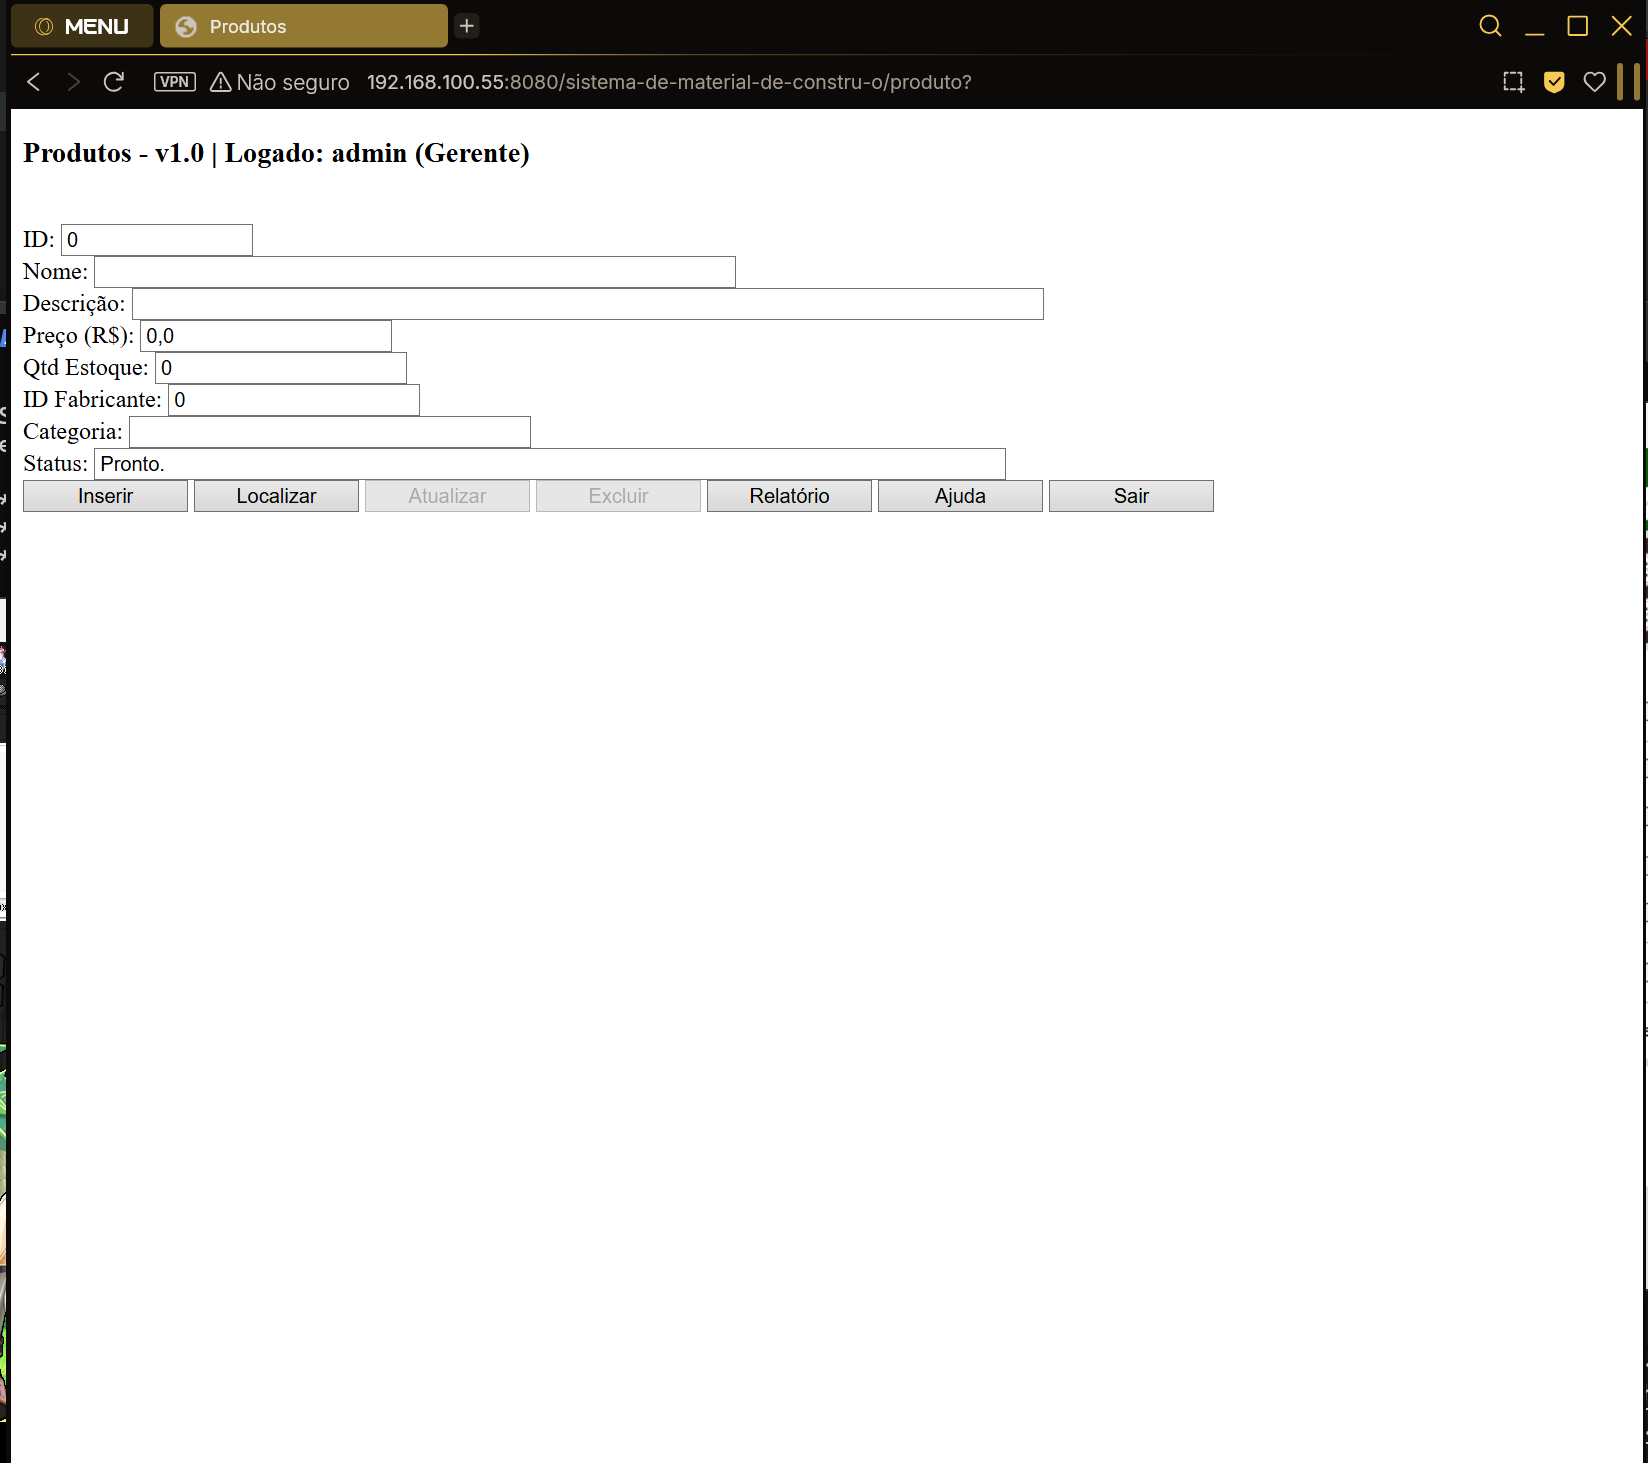 MENU
Produtos
VPN
Não seguro
192.168.100.55:8080/sistema-de-material-de-constru-o/produto?
Produtos - v1.0 | Logado: admin (Gerente)
ID: 0
Nome:
Descrição:
Preço (R$): 0,0
Qtd Estoque: 0
ID Fabricante: 0
Categoria:
Status: Pronto.
Inserir Localizar Atualizar Excluir Relatório Ajuda Sair